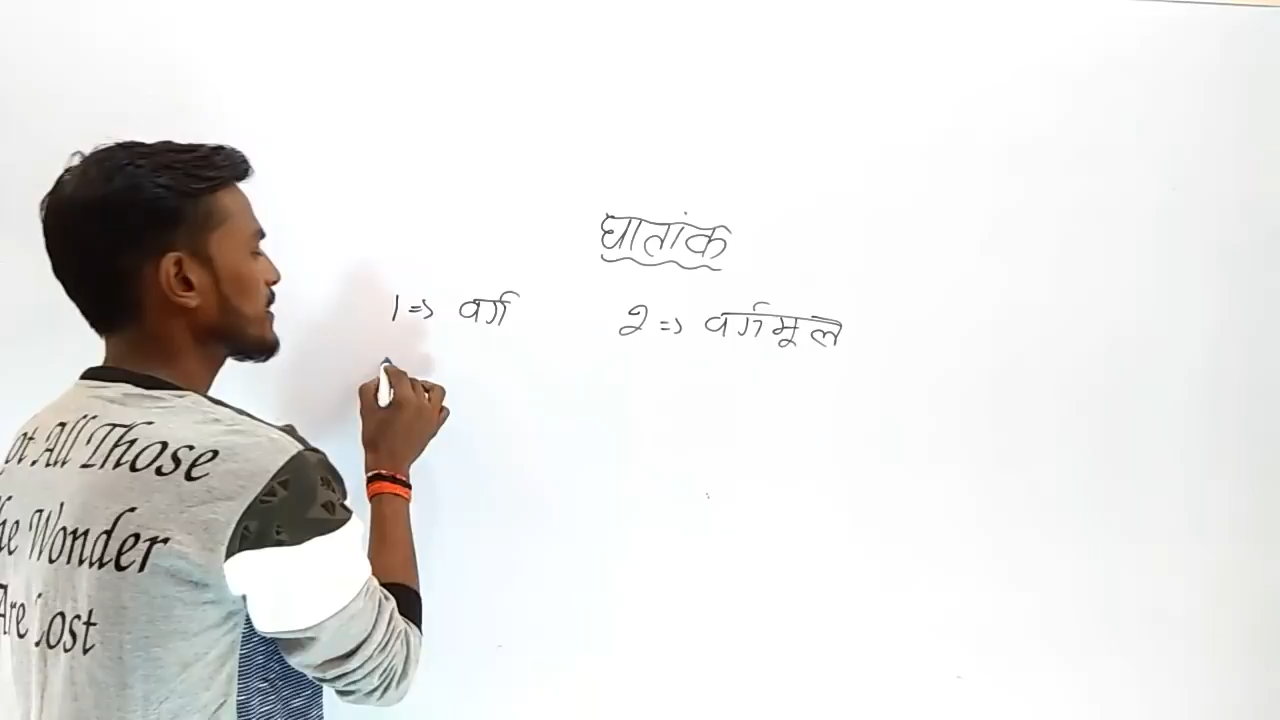 घातांक
1 => वर्ग 2 => वर्गमूल
All Those
Wonder
Are Lost